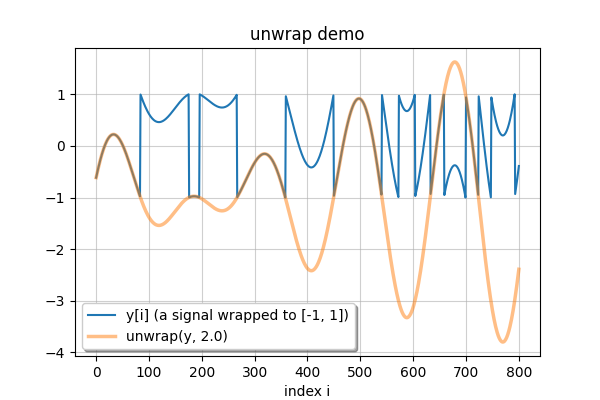 unwrap demo
1
0
−1
−2
−3
−4
y[i] (a signal wrapped to [-1, 1])
unwrap(y, 2.0)
0 100 200 300 400 500 600 700 800
index i